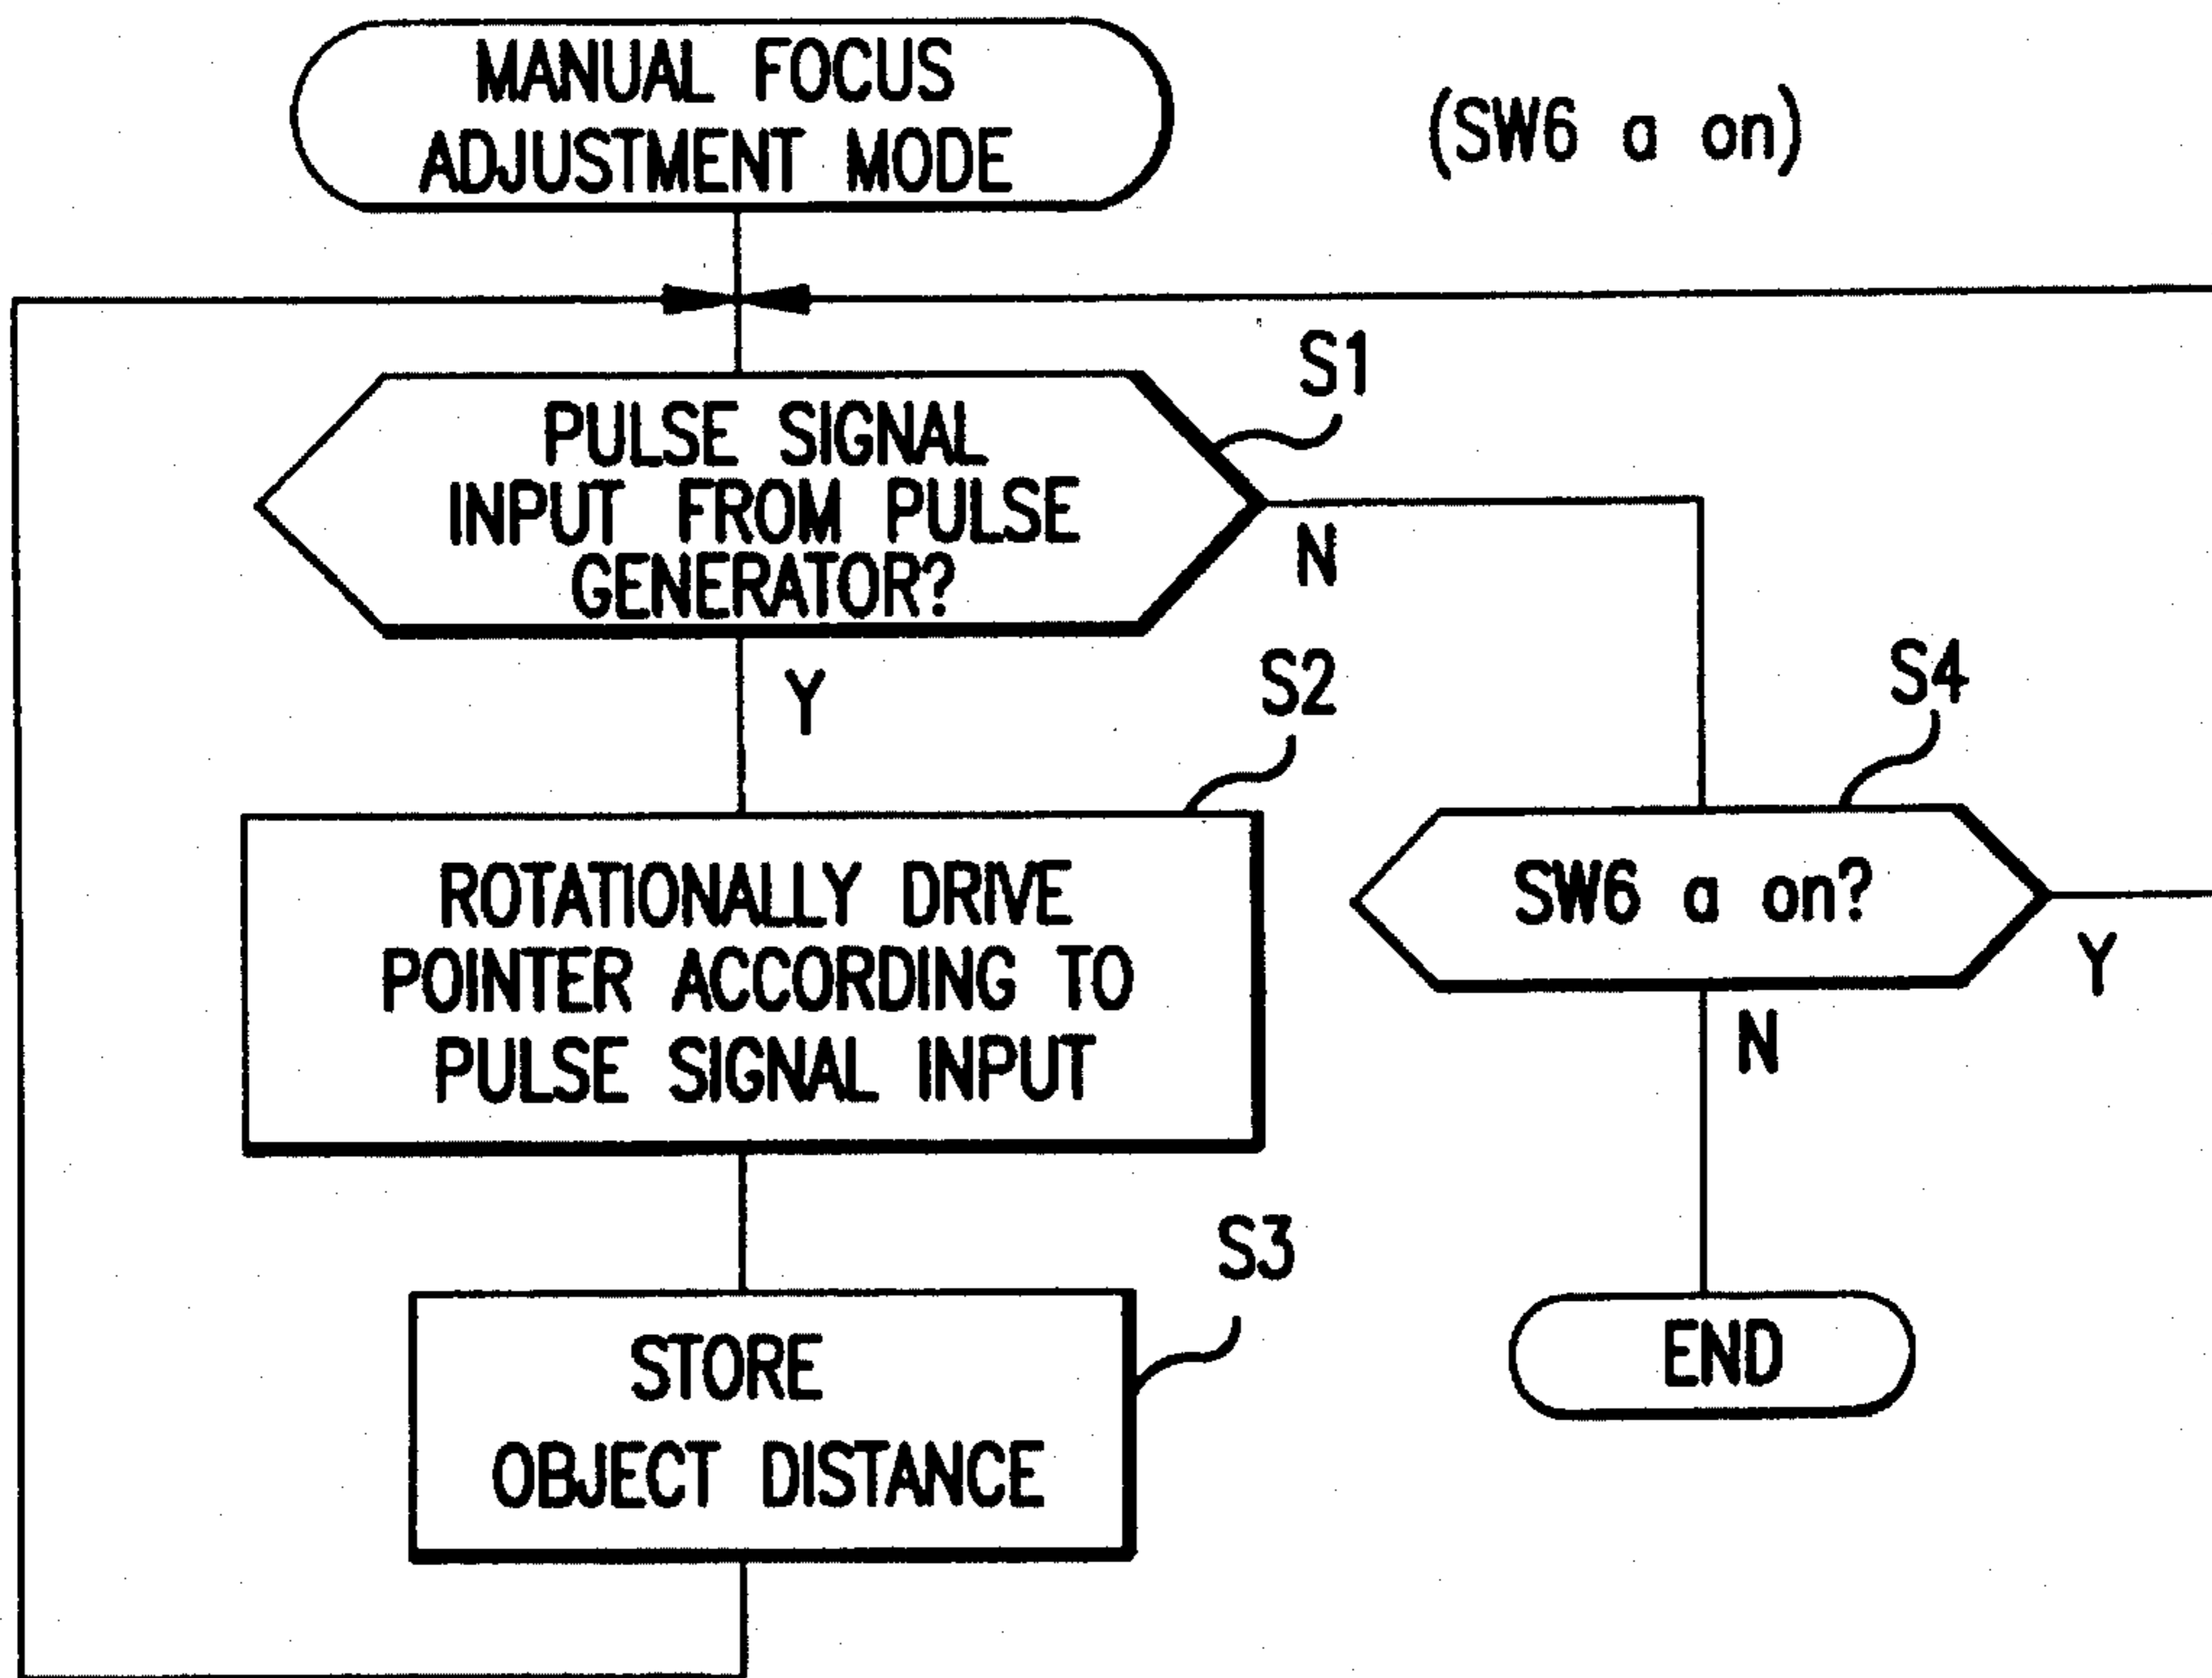 MANUAL FOCUS
ADJUSTMENT MODE
(SW6 a on)
S1
PULSE SIGNAL
INPUT FROM PULSE
GENERATOR?
N
Y
S2
S4
ROTATIONALLY DRIVE
POINTER ACCORDING TO
PULSE SIGNAL INPUT
SW6 a on?
Y
N
S3
STORE
OBJECT DISTANCE
END